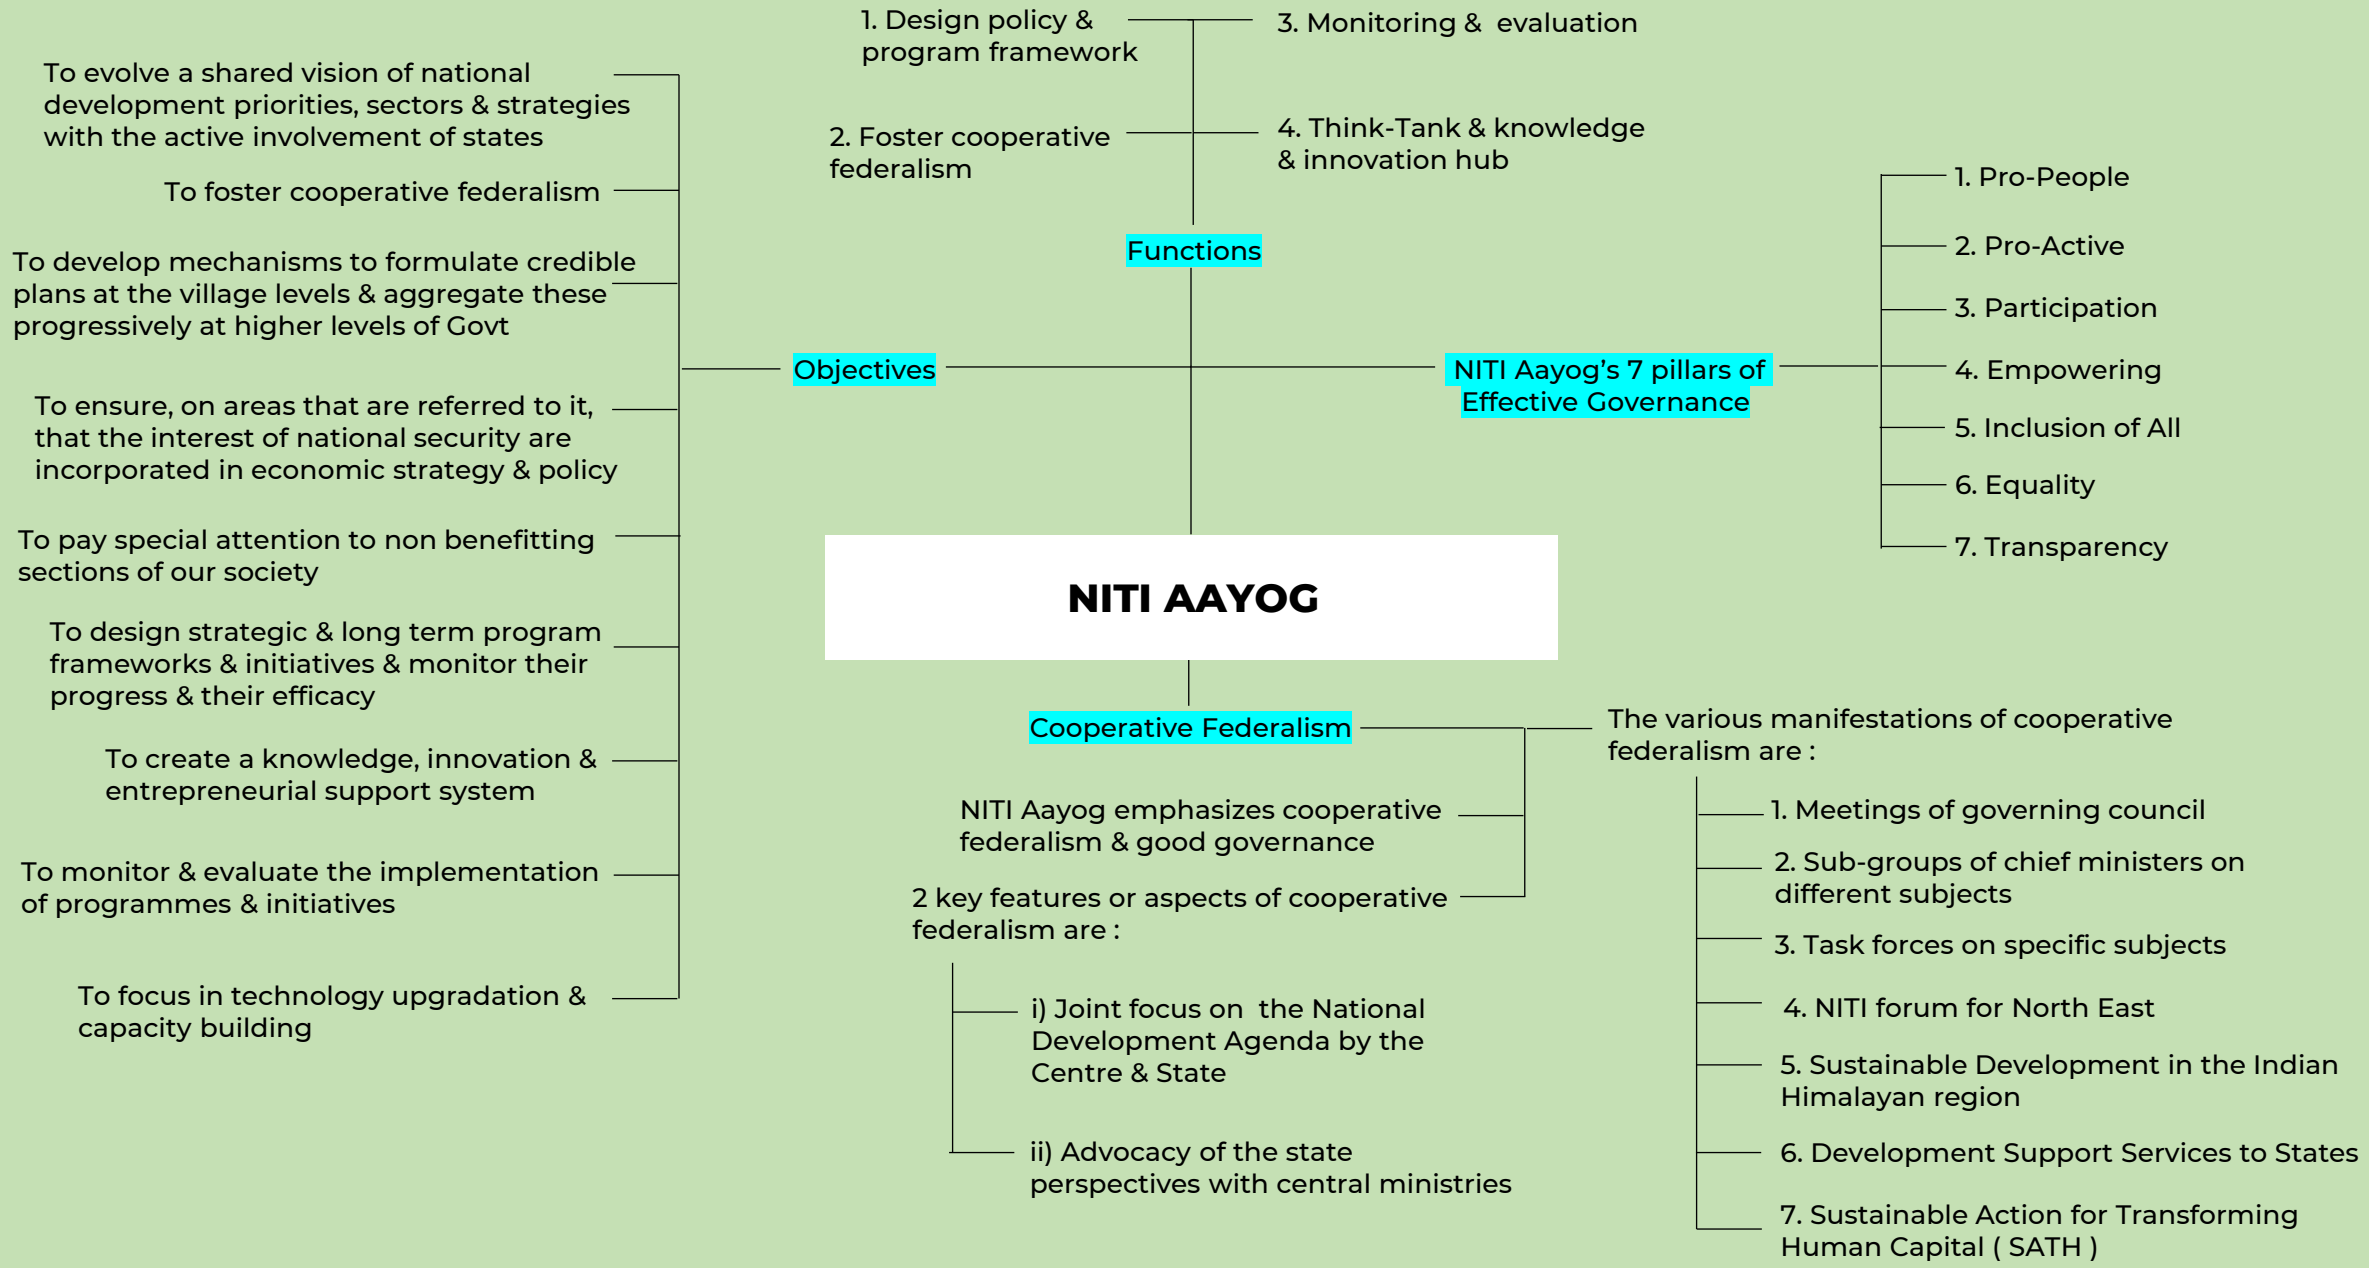 1. Design policy &
program framework
3. Monitoring & evaluation
2. Foster cooperative
federalism
4. Think-Tank & knowledge
& innovation hub
Functions
To evolve a shared vision of national
development priorities, sectors & strategies
with the active involvement of states
To foster cooperative federalism
To develop mechanisms to formulate credible
plans at the village levels & aggregate these
progressively at higher levels of Govt
Objectives
To ensure, on areas that are referred to it,
that the interest of national security are
incorporated in economic strategy & policy
To pay special attention to non benefitting
sections of our society
To design strategic & long term program
frameworks & initiatives & monitor their
progress & their efficacy
To create a knowledge, innovation &
entrepreneurial support system
To monitor & evaluate the implementation
of programmes & initiatives
To focus in technology upgradation &
capacity building
NITI Aayog’s 7 pillars of
Effective Governance
1. Pro-People
2. Pro-Active
3. Participation
4. Empowering
5. Inclusion of All
6. Equality
7. Transparency
NITI AAYOG
Cooperative Federalism
NITI Aayog emphasizes cooperative
federalism & good governance
2 key features or aspects of cooperative
federalism are :
i) Joint focus on the National
Development Agenda by the
Centre & State
ii) Advocacy of the state
perspectives with central ministries
The various manifestations of cooperative
federalism are :
1. Meetings of governing council
2. Sub-groups of chief ministers on
different subjects
3. Task forces on specific subjects
4. NITI forum for North East
5. Sustainable Development in the Indian
Himalayan region
6. Development Support Services to States
7. Sustainable Action for Transforming
Human Capital ( SATH )